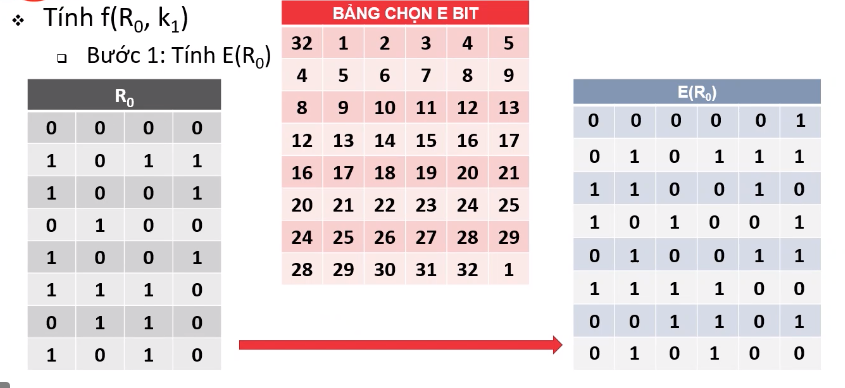 ❖ Tính f(R₀, k₁)
❑ Bước 1: Tính E(R₀)
R₀
0 0 0 0
1 0 1 1
1 0 0 1
0 1 0 0
1 0 0 1
1 1 1 0
0 1 1 0
1 0 1 0
BẢNG CHỌN E BIT
32 1 2 3 4 5
4 5 6 7 8 9
8 9 10 11 12 13
12 13 14 15 16 17
16 17 18 19 20 21
20 21 22 23 24 25
24 25 26 27 28 29
28 29 30 31 32 1
E(R₀)
0 0 0 0 0 1
0 1 0 1 1 1
1 1 0 0 1 0
1 0 1 0 0 1
0 1 0 0 1 1
1 1 1 1 0 0
0 0 1 1 0 1
0 1 0 1 0 0